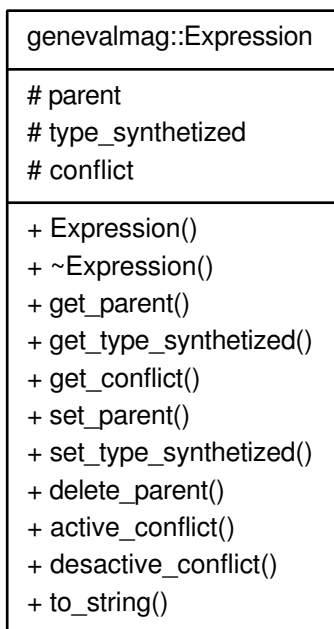 genevalmag::Expression
# parent
# type_synthetized
# conflict
+ Expression()
+ ~Expression()
+ get_parent()
+ get_type_synthetized()
+ get_conflict()
+ set_parent()
+ set_type_synthetized()
+ delete_parent()
+ active_conflict()
+ desactive_conflict()
+ to_string()